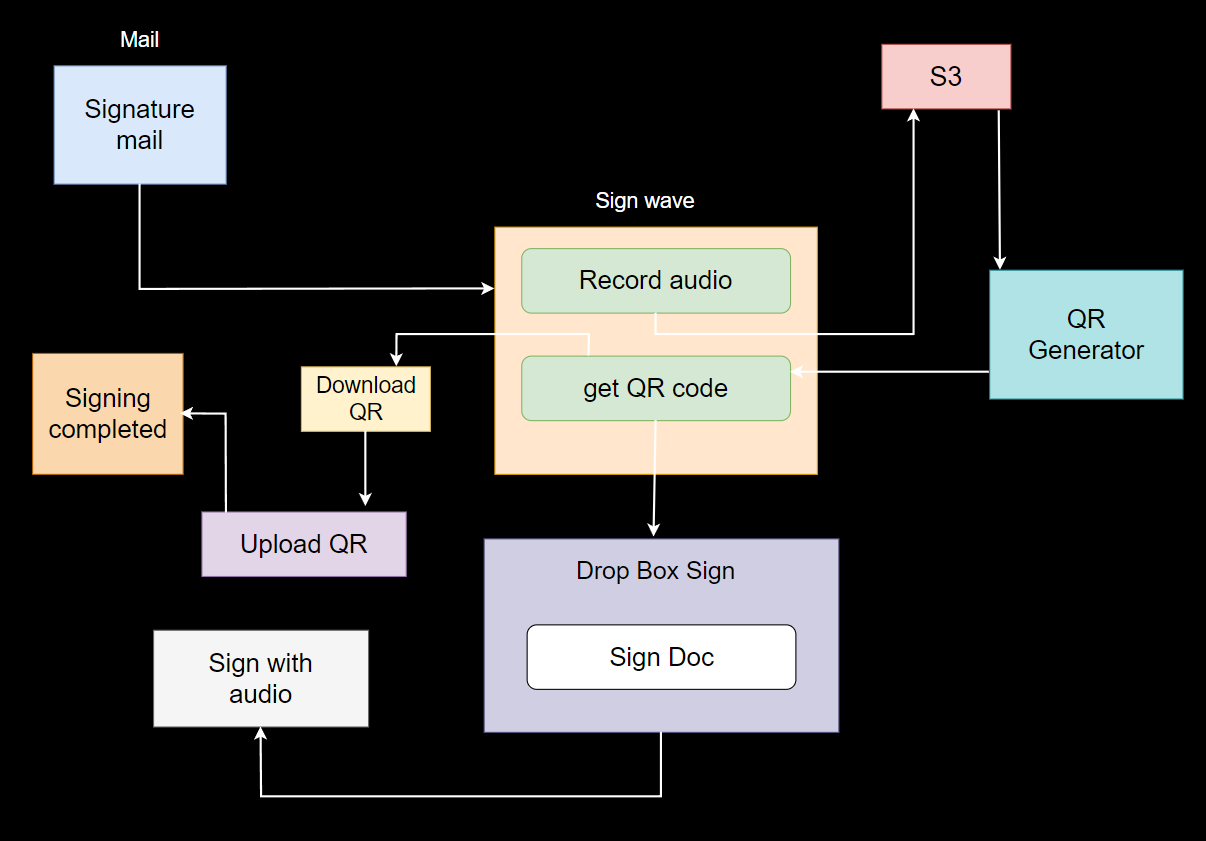 Mail
Signature
mail
S3
Sign wave
Record audio
QR
Generator
Signing
completed
Download
QR
get QR code
Upload QR
Drop Box Sign
Sign Doc
Sign with
audio